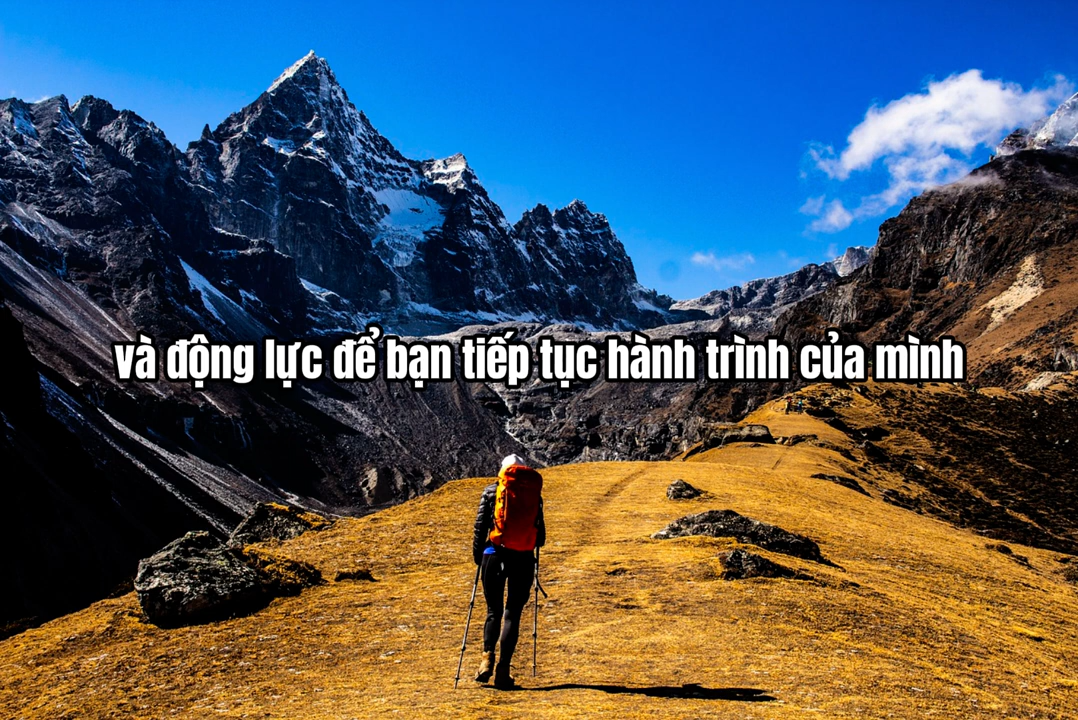 và động lực để bạn tiếp tục hành trình của mình